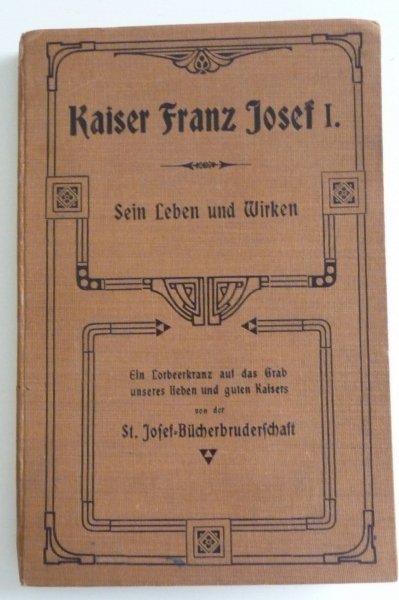 Kaiser Franz Josef I.
Sein Leben und Wirken
Ein Lorbeerkranz auf das Grab
unseres lieben und guten Kaisers
von der
St. Josef-Bücherbruderschaft